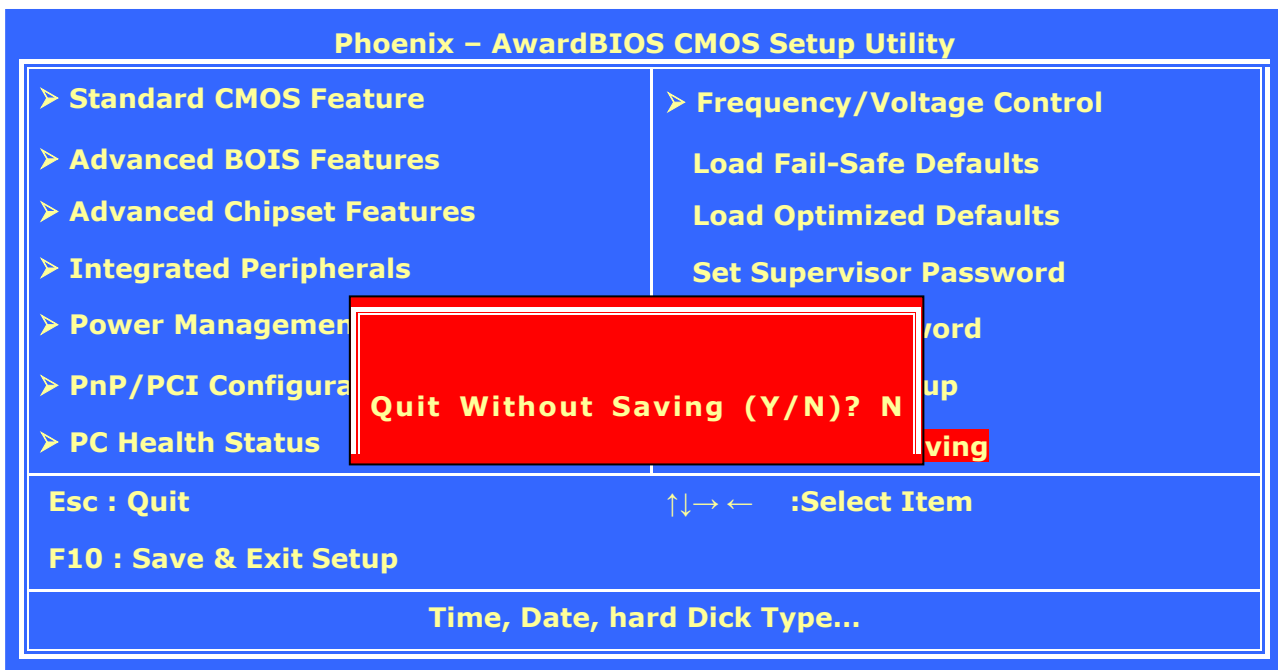 Phoenix – AwardBIOS CMOS Setup Utility
➢ Standard CMOS Feature
➢ Advanced BOIS Features
➢ Advanced Chipset Features
➢ Integrated Peripherals
➢ Power Managemen
➢ PnP/PCI Configura
➢ PC Health Status
➢ Frequency/Voltage Control
Load Fail-Safe Defaults
Load Optimized Defaults
Set Supervisor Password
ord
up
ving
Quit Without Saving (Y/N)? N
Esc : Quit
↑↓→ ← :Select Item
F10 : Save & Exit Setup
Time, Date, hard Dick Type...